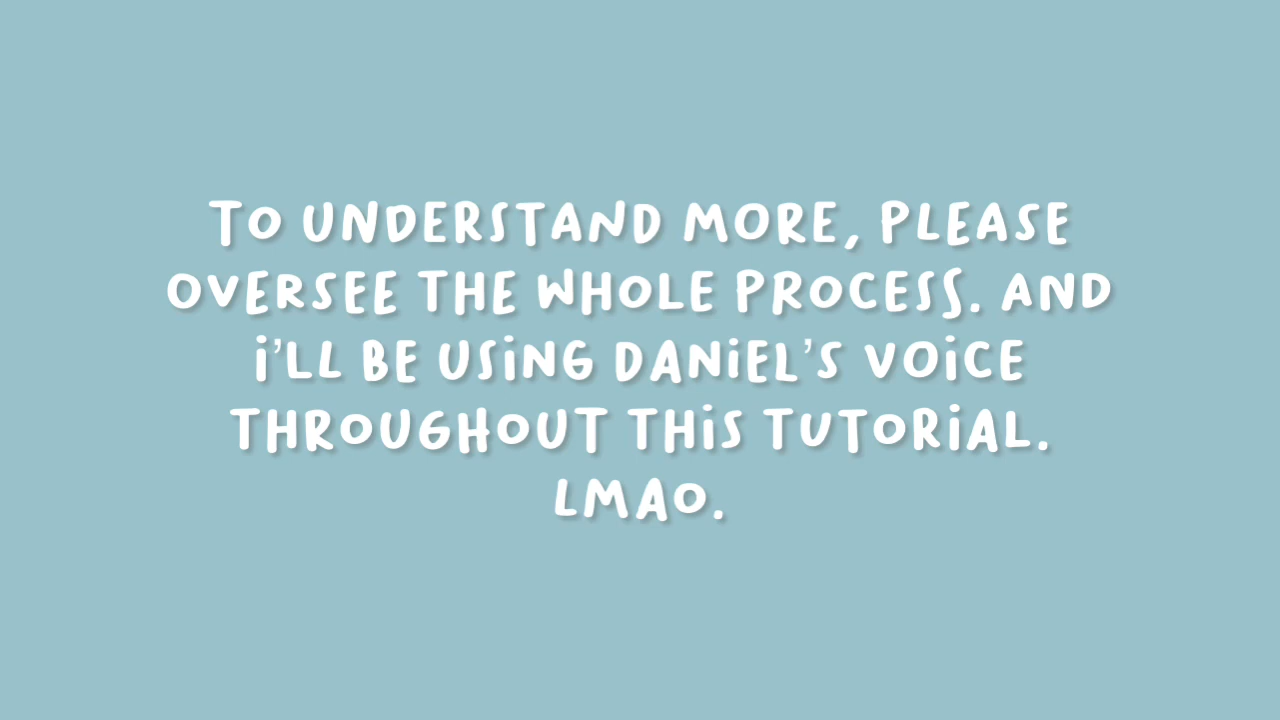 TO UNDERSTAND MORE, PLEASE
OVERSEE THE WHOLE PROCESS. AND
i'LL BE USiNG DANiEL'S VOiCE
THROUGHOUT THiS TUTORiAL.
LMAO.